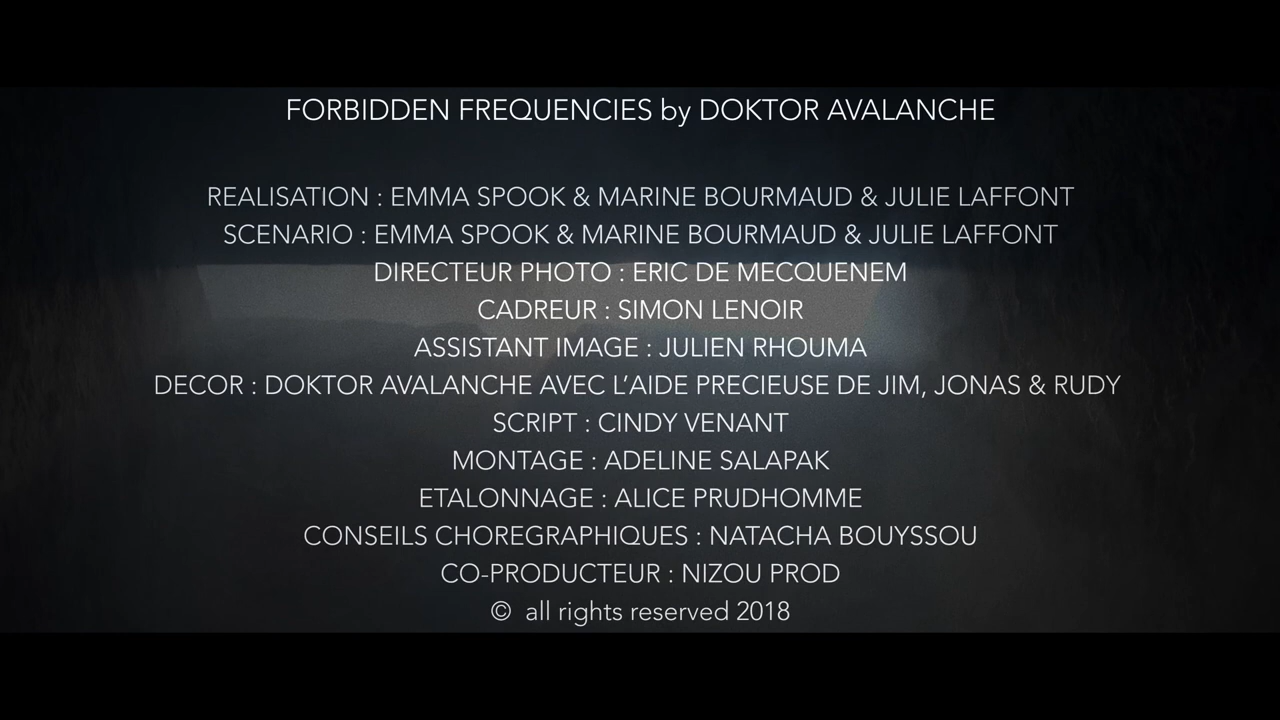 FORBIDDEN FREQUENCIES by DOKTOR AVALANCHE
REALISATION : EMMA SPOOK & MARINE BOURMAUD & JULIE LAFFONT
SCENARIO : EMMA SPOOK & MARINE BOURMAUD & JULIE LAFFONT
DIRECTEUR PHOTO : ERIC DE MECQUENEM
CADREUR : SIMON LENOIR
ASSISTANT IMAGE : JULIEN RHOUMA
DECOR : DOKTOR AVALANCHE AVEC L’AIDE PRECIEUSE DE JIM, JONAS & RUDY
SCRIPT : CINDY VENANT
MONTAGE : ADELINE SALAPAK
ETALONNAGE : ALICE PRUDHOMME
CONSEILS CHOREGRAPHIQUES : NATACHA BOUYSSOU
CO-PRODUCTEUR : NIZOU PROD
© all rights reserved 2018